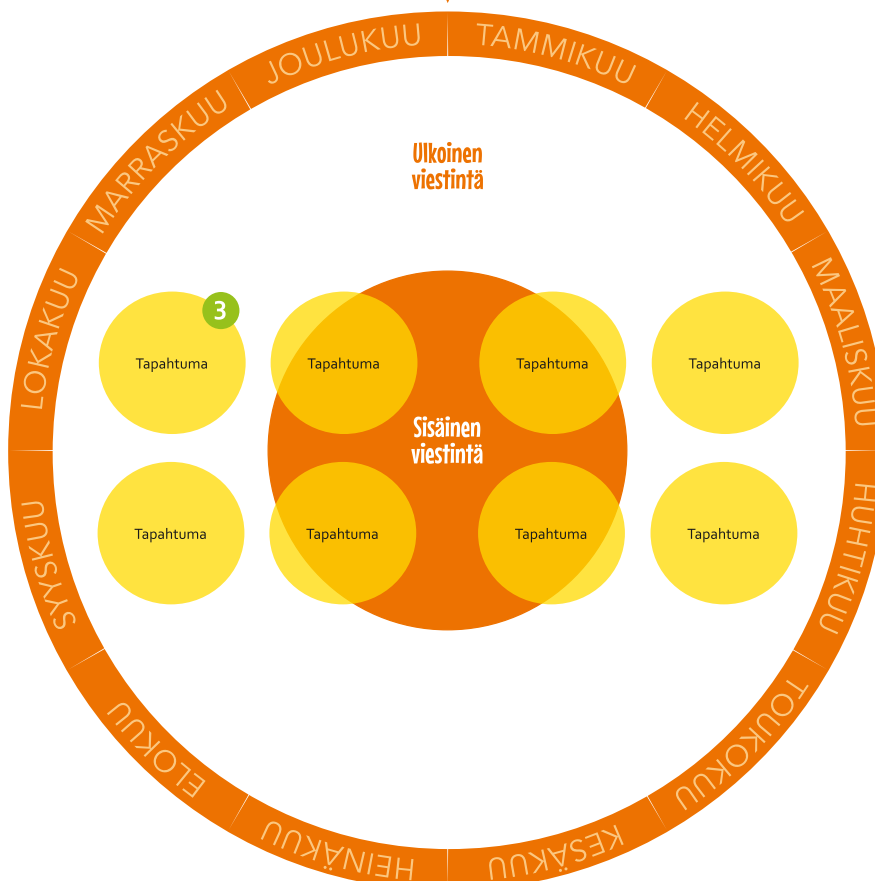 TAMMIKUU
HELMIKUU
MAALISKUU
HUHTIKUU
TOUKOKUU
KESÄKUU
HEINÄKUU
ELOKUU
SYYSKUU
LOKAKUU
MARRASKUU
JOULUKUU
Ulkoinen
viestintä
3
Tapahtuma
Tapahtuma
Tapahtuma
Tapahtuma
Sisäinen
viestintä
Tapahtuma
Tapahtuma
Tapahtuma
Tapahtuma